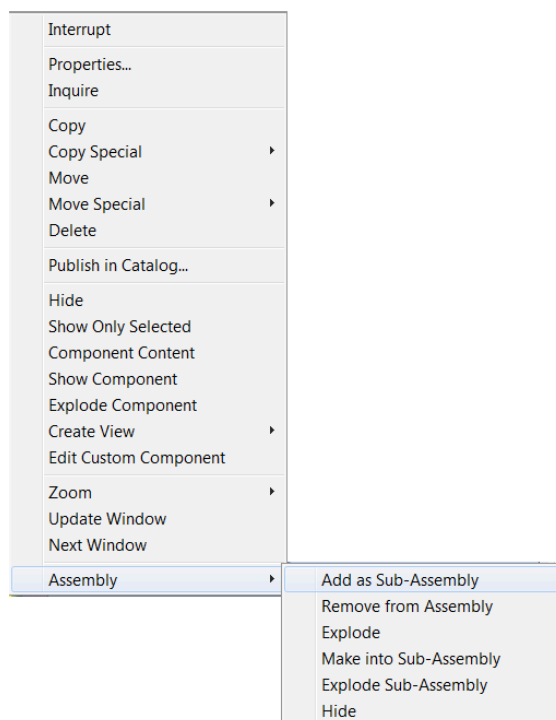 Interrupt
Properties...
Inquire
Copy
Copy Special
Move
Move Special
Delete
Publish in Catalog...
Hide
Show Only Selected
Component Content
Show Component
Explode Component
Create View
Edit Custom Component
Zoom
Update Window
Next Window
Assembly
Add as Sub-Assembly
Remove from Assembly
Explode
Make into Sub-Assembly
Explode Sub-Assembly
Hide